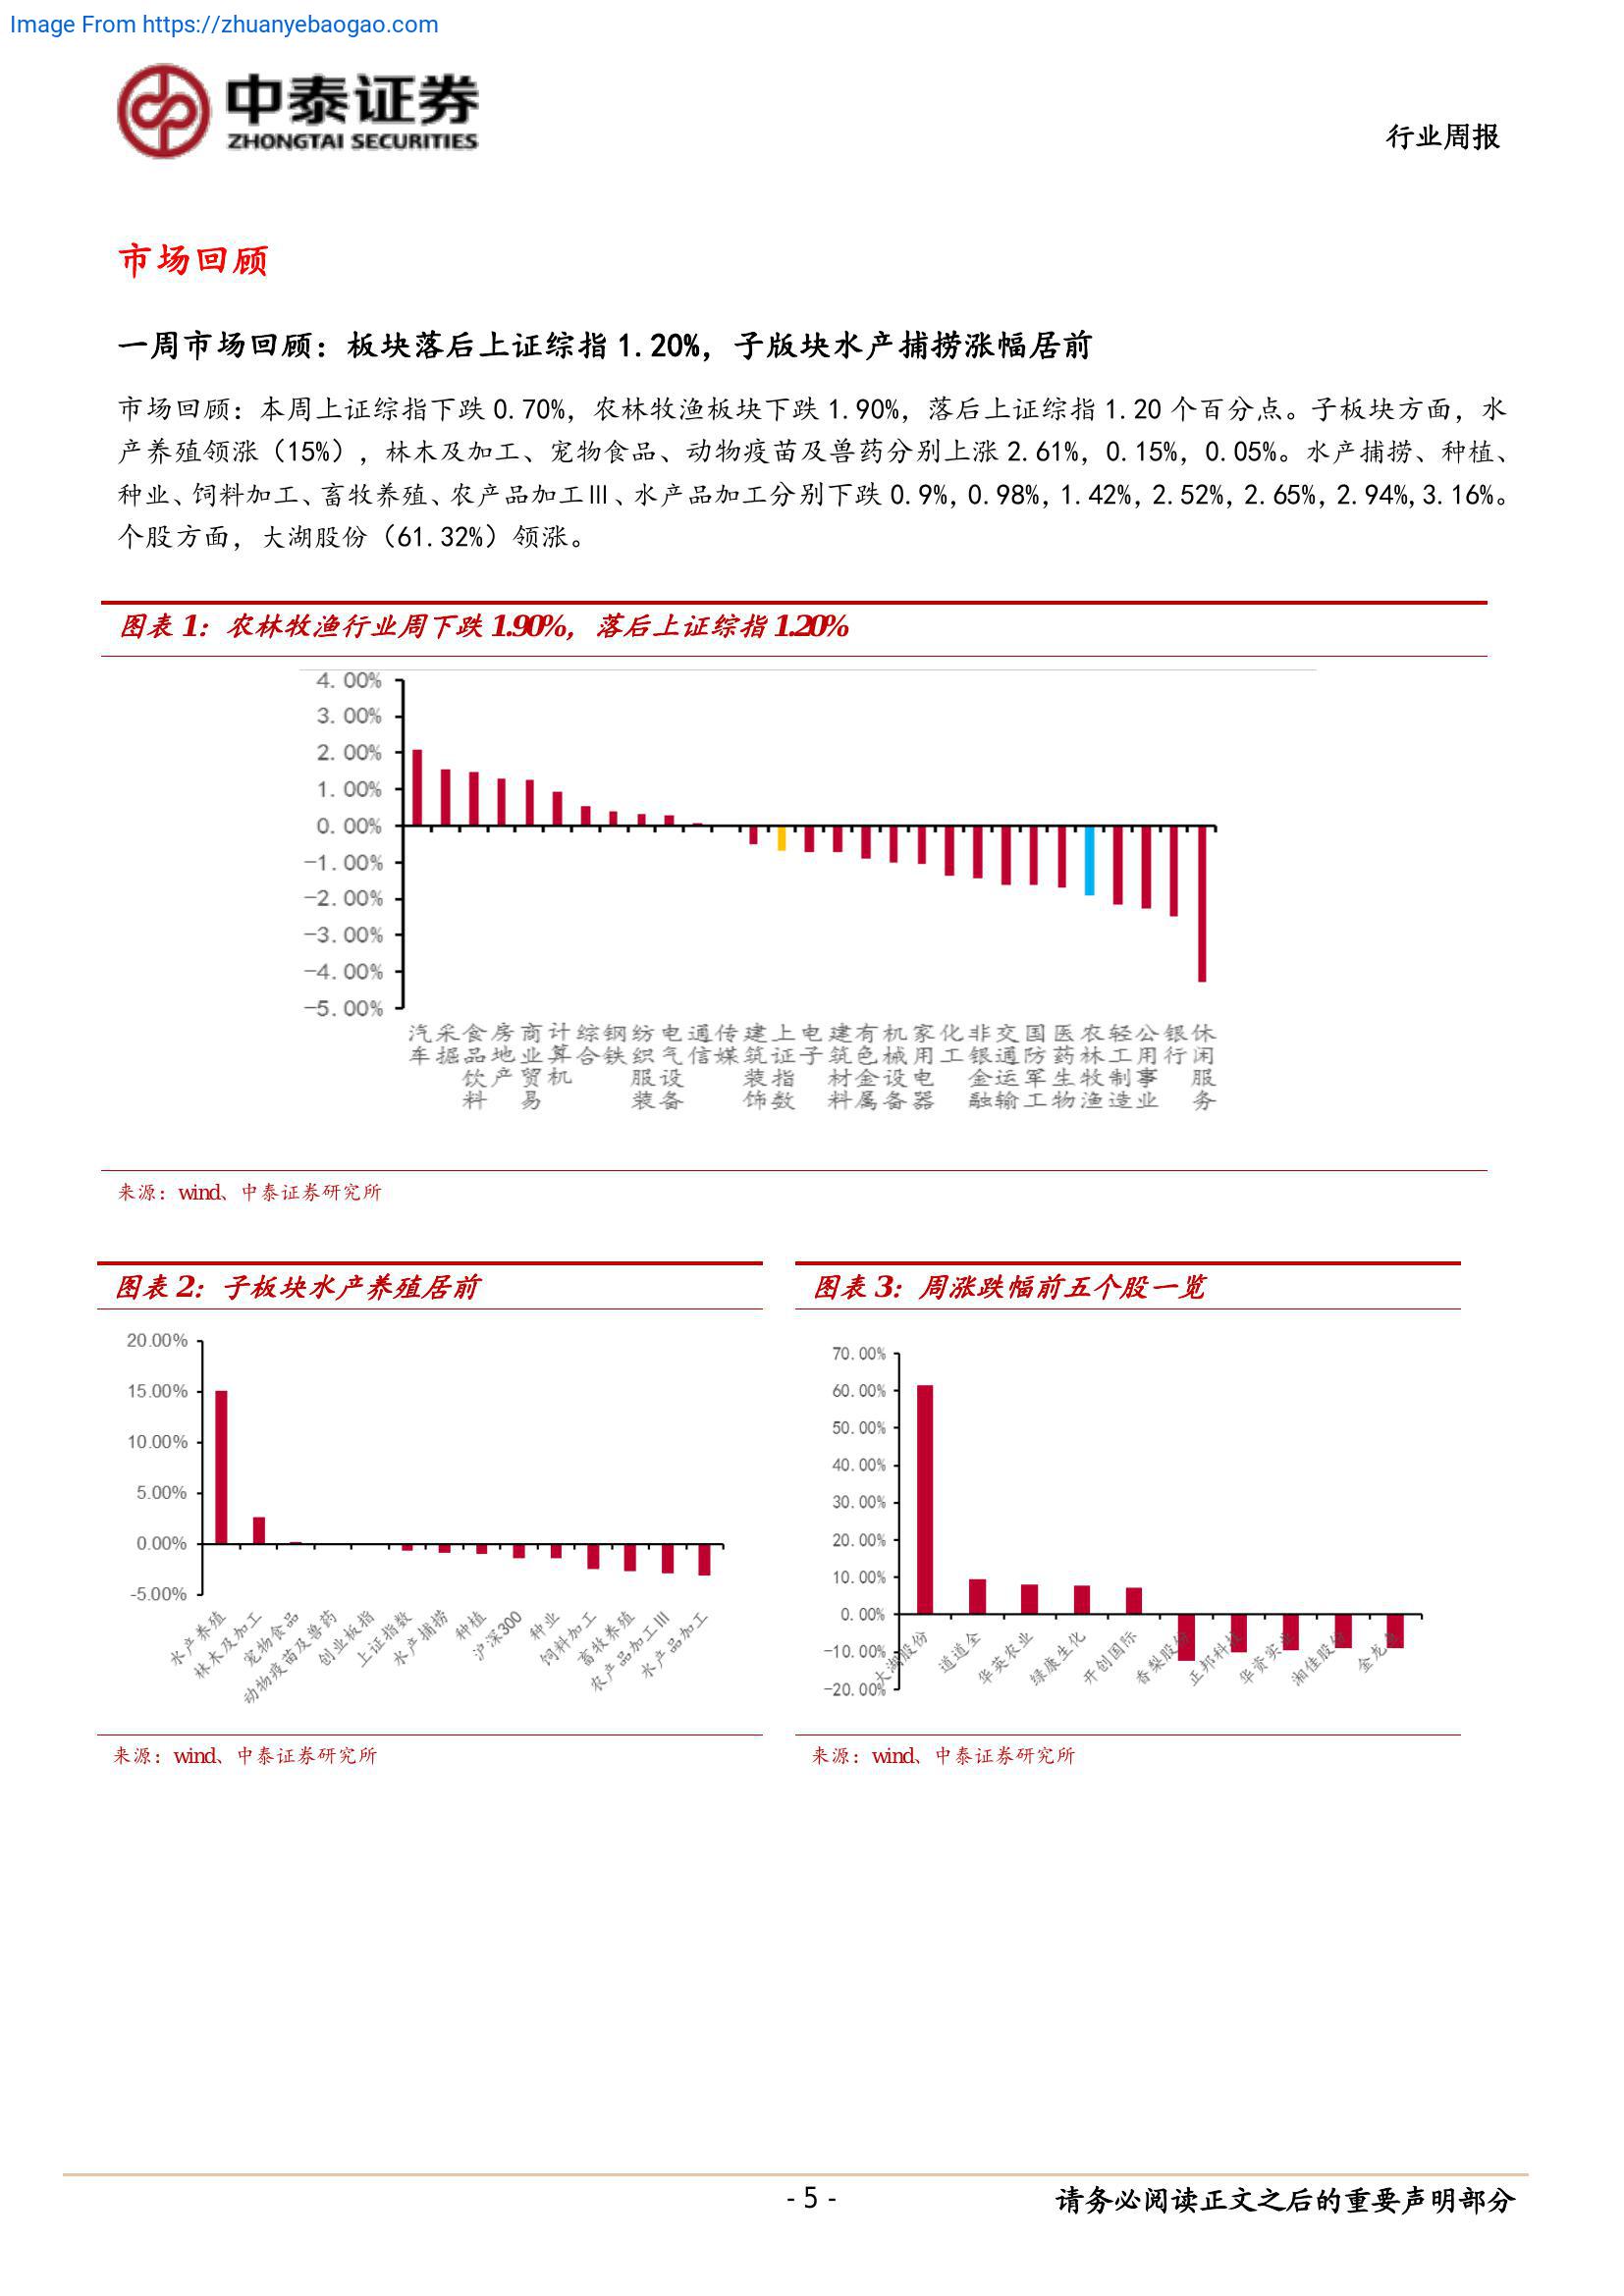 Image From https://zhuanyebaogao.com
中泰证券
ZHONGTAI SECURITIES
行业周报
市场回顾
一周市场回顾：板块落后上证综指 1.20%，子版块水产捕捞涨幅居前
市场回顾：本周上证综指下跌 0.70%，农林牧渔板块下跌 1.90%，落后上证综指 1.20 个百分点。子板块方面，水
产养殖领涨（15%），林木及加工、宠物食品、动物疫苗及兽药分别上涨 2.61%，0.15%，0.05%。水产捕捞、种植、
种业、饲料加工、畜牧养殖、农产品加工Ⅲ、水产品加工分别下跌 0.9%，0.98%，1.42%，2.52%，2.65%，2.94%，3.16%。
个股方面，大湖股份（61.32%）领涨。
图表 1：农林牧渔行业周下跌 1.90%，落后上证综指 1.20%
4.00%
3.00%
2.00%
1.00%
0.00%
-1.00%
-2.00%
-3.00%
-4.00%
-5.00%
汽车
采掘
食品饮料
房地产
商业贸易
计算机
综合
钢铁
纺织服装
电气设备
通信
传媒
建筑装饰
上证指数
电子
建筑材料
有色金属
机械设备
家用电器
化工
非银金融
交通运输
国防军工
医药生物
农林牧渔
轻工制造
公用事业
银行
休闲服务
来源：wind、中泰证券研究所
图表 2：子板块水产养殖居前
20.00%
15.00%
10.00%
5.00%
0.00%
-5.00%
水产养殖
林木及加工
宠物食品
动物疫苗及兽药
创业板指
上证指数
水产捕捞
种植
沪深300
种业
饲料加工
畜牧养殖
农产品加工Ⅲ
水产品加工
来源：wind、中泰证券研究所
图表 3：周涨跌幅前五个股一览
70.00%
60.00%
50.00%
40.00%
30.00%
20.00%
10.00%
0.00%
-10.00%
-20.00%
大湖股份
道道全
华英农业
绿康生化
开创国际
香梨股份
正邦科技
华资实业
湘佳股份
金龙鱼
来源：wind、中泰证券研究所
- 5 -
请务必阅读正文之后的重要声明部分